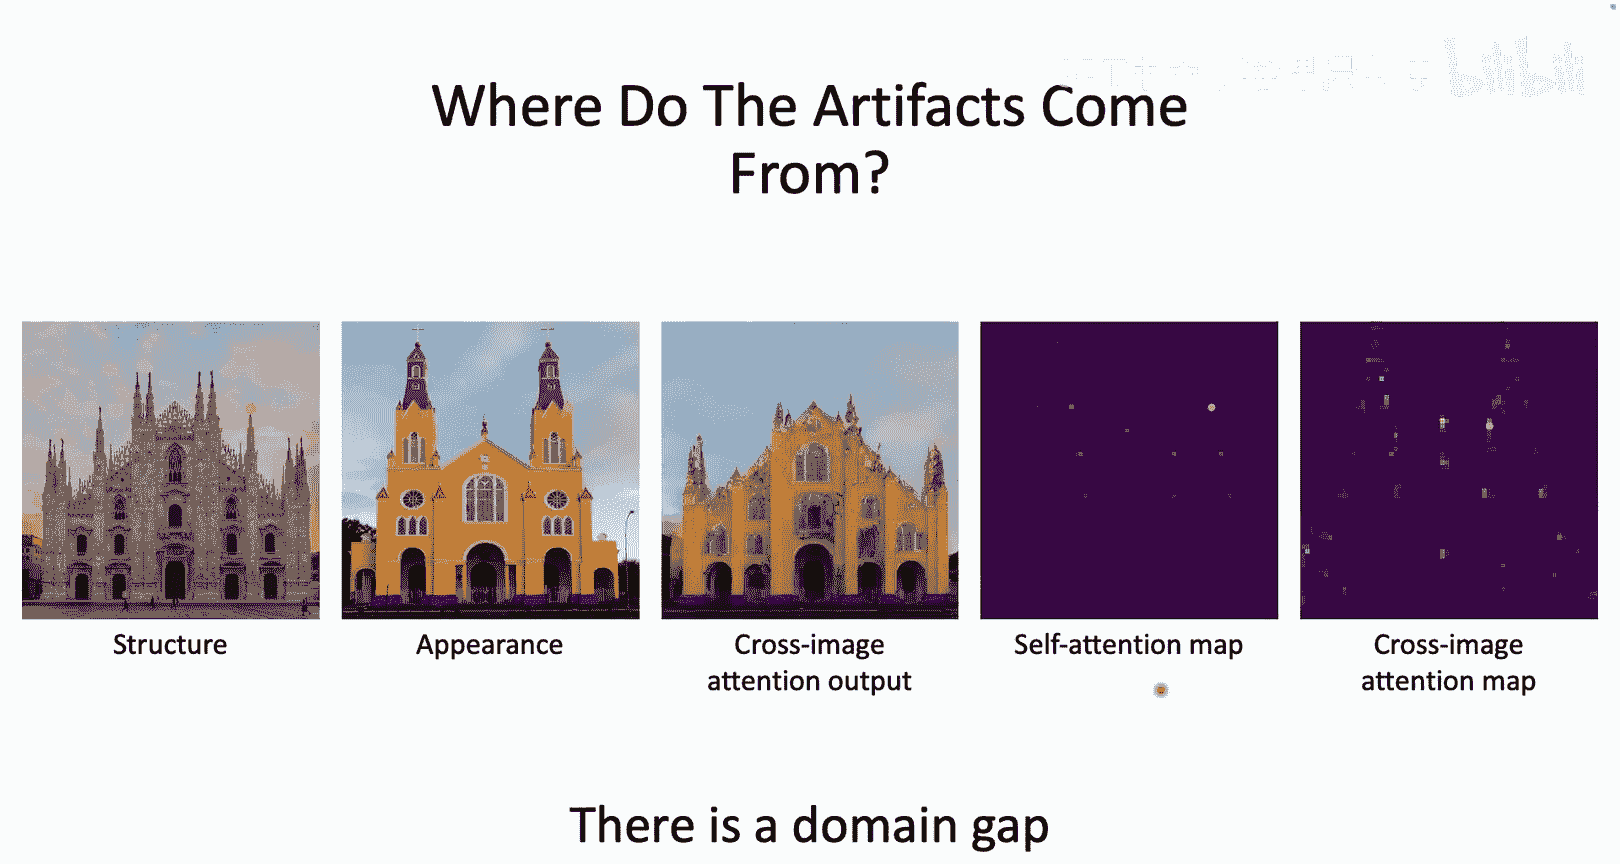 bilibili
Where Do The Artifacts Come
From?
Structure
Appearance
Cross-image
attention output
Self-attention map
Cross-image
attention map
There is a domain gap